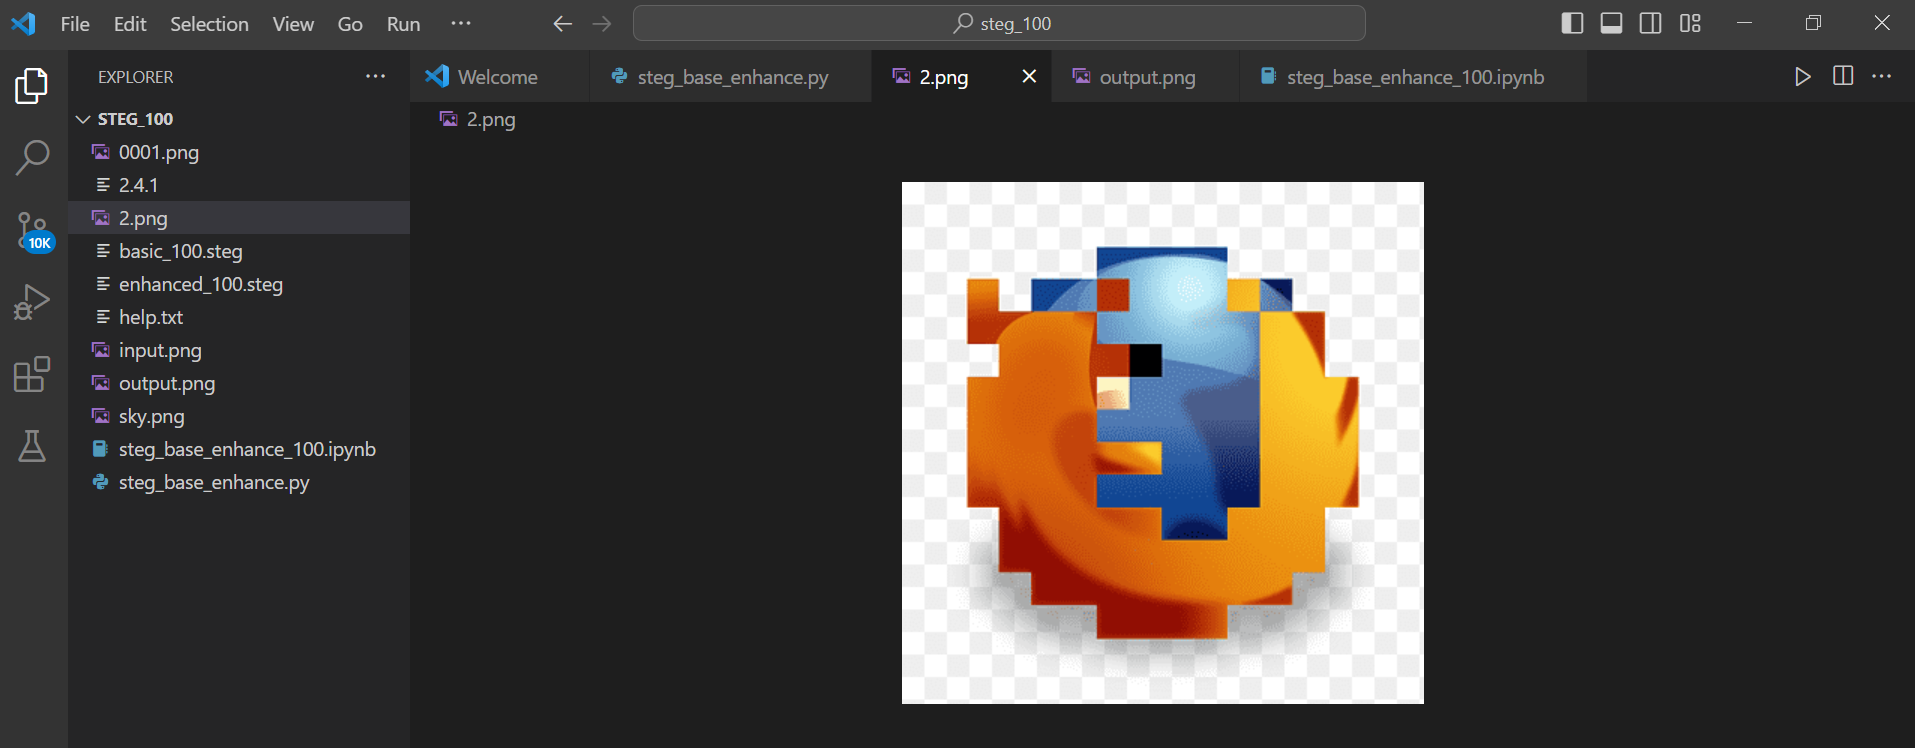 File Edit Selection View Go Run ··· steg_100
EXPLORER ···
Welcome steg_base_enhance.py 2.png output.png steg_base_enhance_100.ipynb ···
2.png
STEG_100
0001.png
2.4.1
2.png
basic_100.steg
enhanced_100.steg
help.txt
input.png
output.png
sky.png
steg_base_enhance_100.ipynb
steg_base_enhance.py
10K